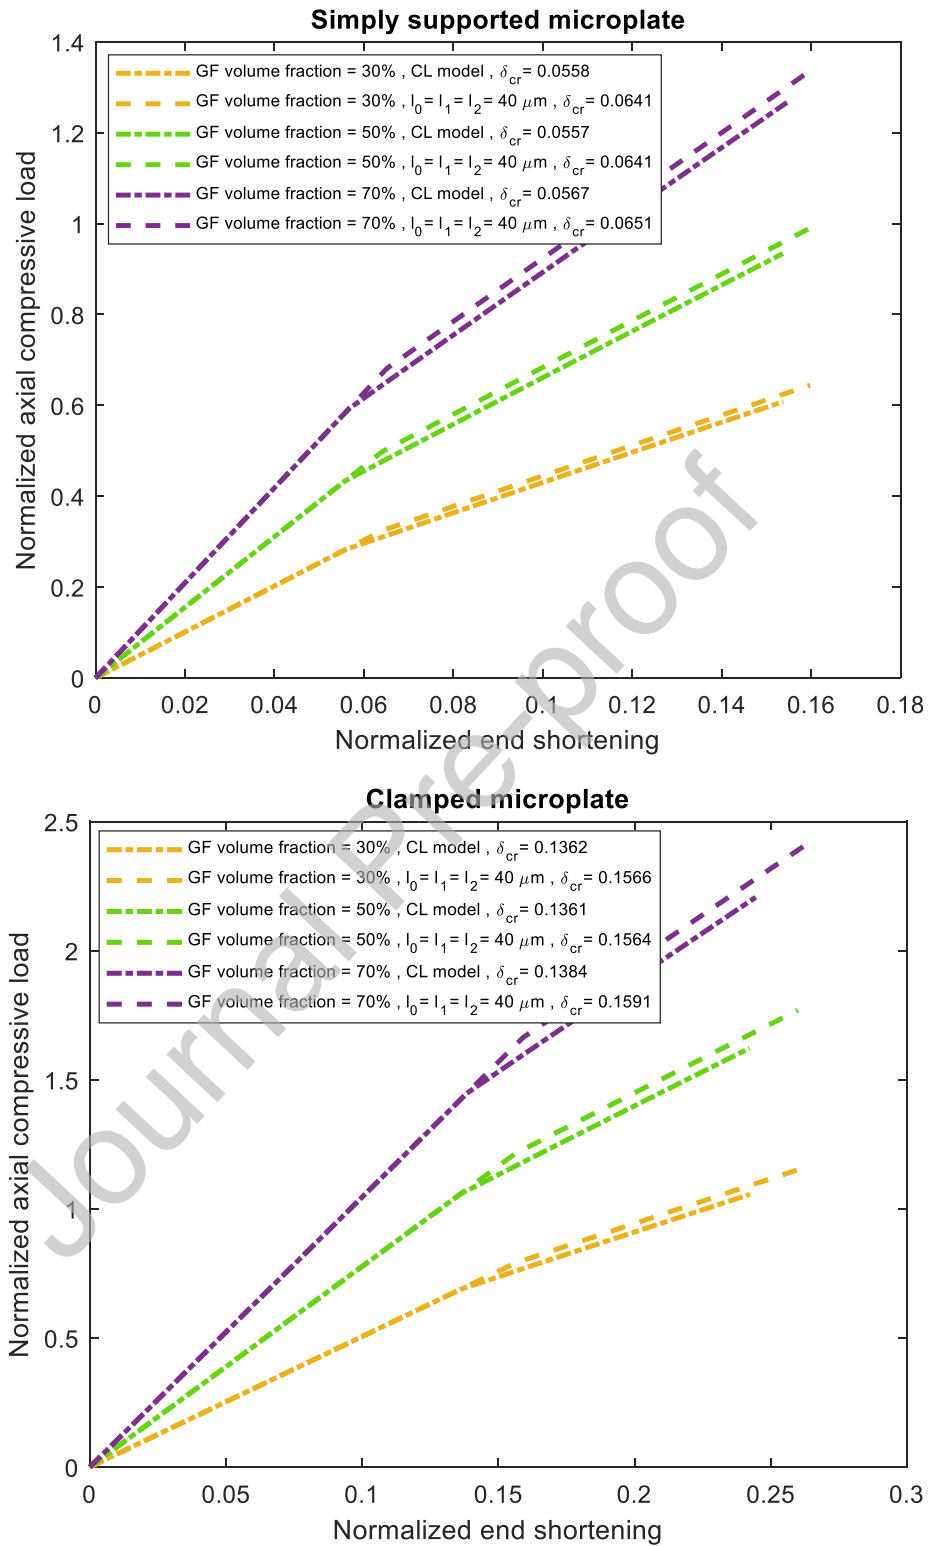 Simply supported microplate
1.4
1.2
1
0.8
0.6
0.4
0.2
0
Normalized axial compressive load
GF volume fraction = 30% , CL model , δcr= 0.0558
GF volume fraction = 30% , l0= l1= l2= 40 μm , δcr= 0.0641
GF volume fraction = 50% , CL model , δcr= 0.0557
GF volume fraction = 50% , l0= l1= l2= 40 μm , δcr= 0.0641
GF volume fraction = 70% , CL model , δcr= 0.0567
GF volume fraction = 70% , l0= l1= l2= 40 μm , δcr= 0.0651
0 0.02 0.04 0.06 0.08 0.1 0.12 0.14 0.16 0.18
Normalized end shortening
Journal Pre-proof
Clamped microplate
2.5
2
1.5
1
0.5
0
Normalized axial compressive load
GF volume fraction = 30% , CL model , δcr= 0.1362
GF volume fraction = 30% , l0= l1= l2= 40 μm , δcr= 0.1566
GF volume fraction = 50% , CL model , δcr= 0.1361
GF volume fraction = 50% , l0= l1= l2= 40 μm , δcr= 0.1564
GF volume fraction = 70% , CL model , δcr= 0.1384
GF volume fraction = 70% , l0= l1= l2= 40 μm , δcr= 0.1591
0 0.05 0.1 0.15 0.2 0.25 0.3
Normalized end shortening